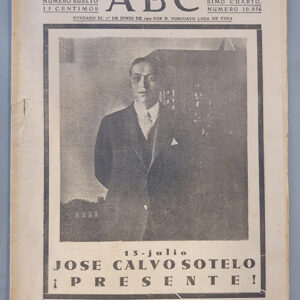 NUMERO SUELTO
15 CENTIMOS
ABC
SIMO CUARTO,
NUMERO 10.956
FUNDADO EL 1.º DE JUNIO DE 1905 POR D. TORCUATO LUCA DE TENA
13-julio
JOSE CALVO SOTELO
¡PRESENTE!